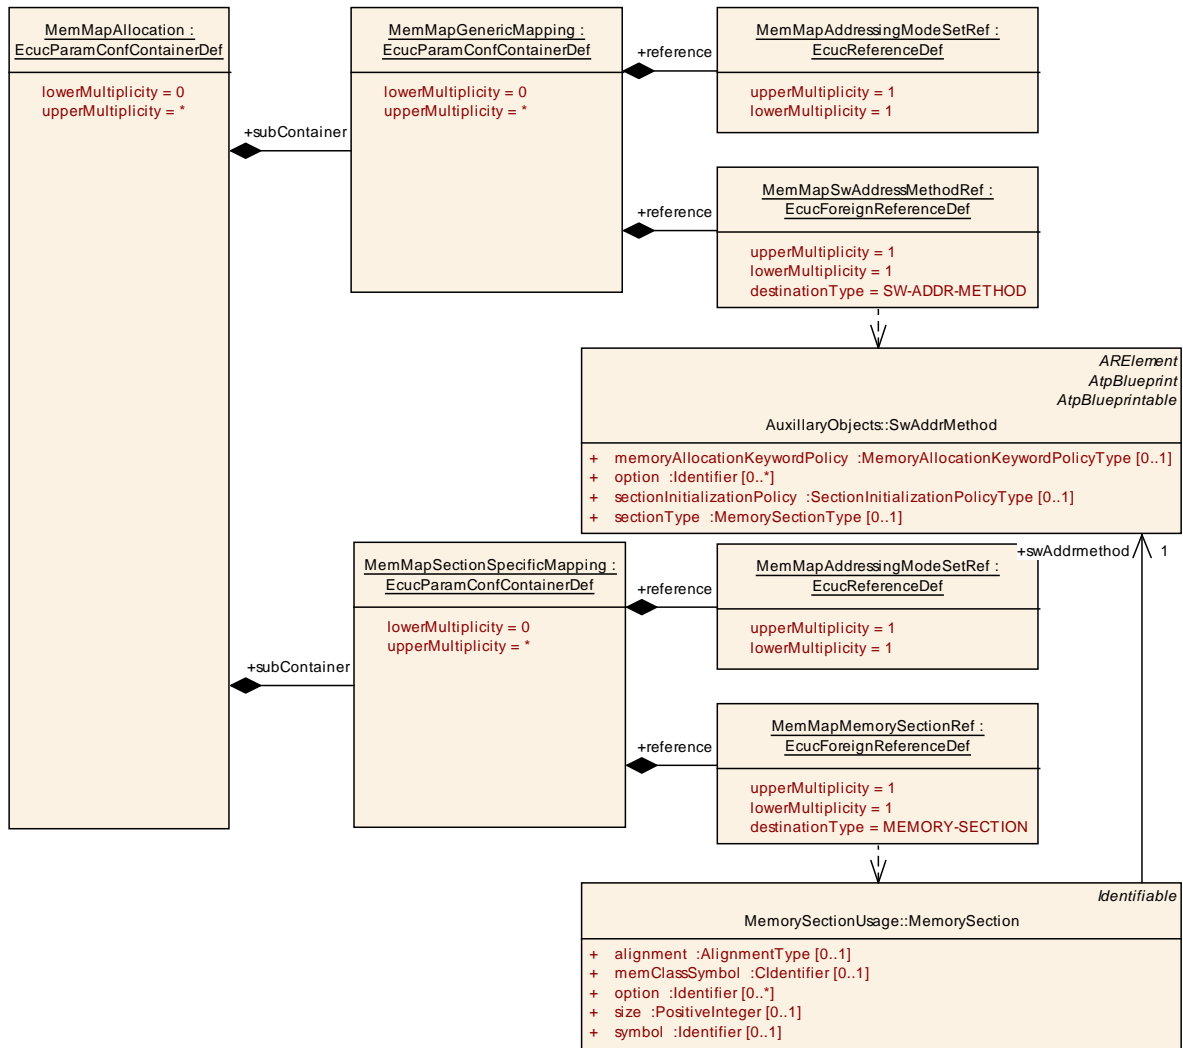 MemMapAllocation :
EcucParamConfContainerDef
lowerMultiplicity = 0
upperMultiplicity = *
+subContainer
MemMapGenericMapping :
EcucParamConfContainerDef
lowerMultiplicity = 0
upperMultiplicity = *
+reference
MemMapAddressingModeSetRef :
EcucReferenceDef
upperMultiplicity = 1
lowerMultiplicity = 1
+reference
MemMapSwAddressMethodRef :
EcucForeignReferenceDef
upperMultiplicity = 1
lowerMultiplicity = 1
destinationType = SW-ADDR-METHOD
ARElement
AtpBlueprint
AtpBlueprintable
AuxillaryObjects::SwAddrMethod
+ memoryAllocationKeywordPolicy :MemoryAllocationKeywordPolicyType [0..1]
+ option :Identifier [0..*]
+ sectionInitializationPolicy :SectionInitializationPolicyType [0..1]
+ sectionType :MemorySectionType [0..1]
+swAddrmethod 1
+subContainer
MemMapSectionSpecificMapping :
EcucParamConfContainerDef
lowerMultiplicity = 0
upperMultiplicity = *
+reference
MemMapAddressingModeSetRef :
EcucReferenceDef
upperMultiplicity = 1
lowerMultiplicity = 1
+reference
MemMapMemorySectionRef :
EcucForeignReferenceDef
upperMultiplicity = 1
lowerMultiplicity = 1
destinationType = MEMORY-SECTION
Identifiable
MemorySectionUsage::MemorySection
+ alignment :AlignmentType [0..1]
+ memClassSymbol :CIdentifier [0..1]
+ option :Identifier [0..*]
+ size :PositiveInteger [0..1]
+ symbol :Identifier [0..1]